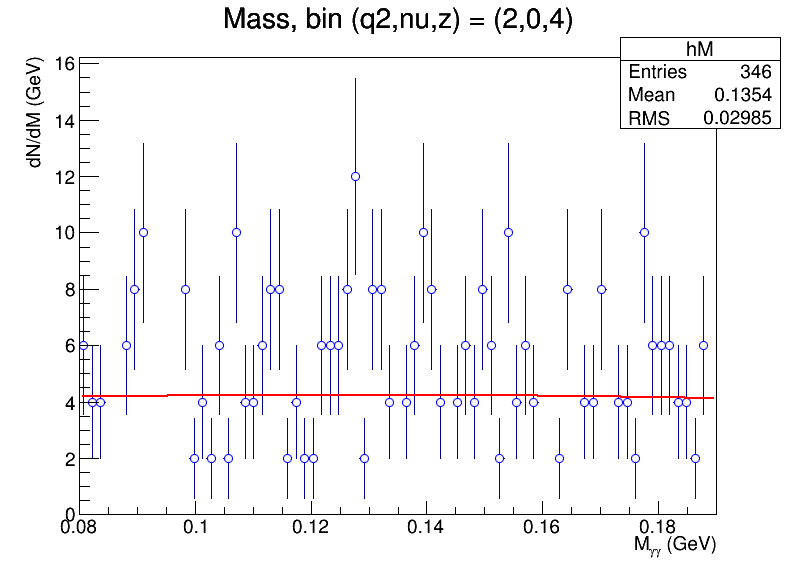 Mass, bin (q2,nu,z) = (2,0,4)
hM
Entries 346
Mean 0.1354
RMS 0.02985
dN/dM (GeV)
16
14
12
10
8
6
4
2
0
0.08 0.1 0.12 0.14 0.16 0.18
Mγγ (GeV)